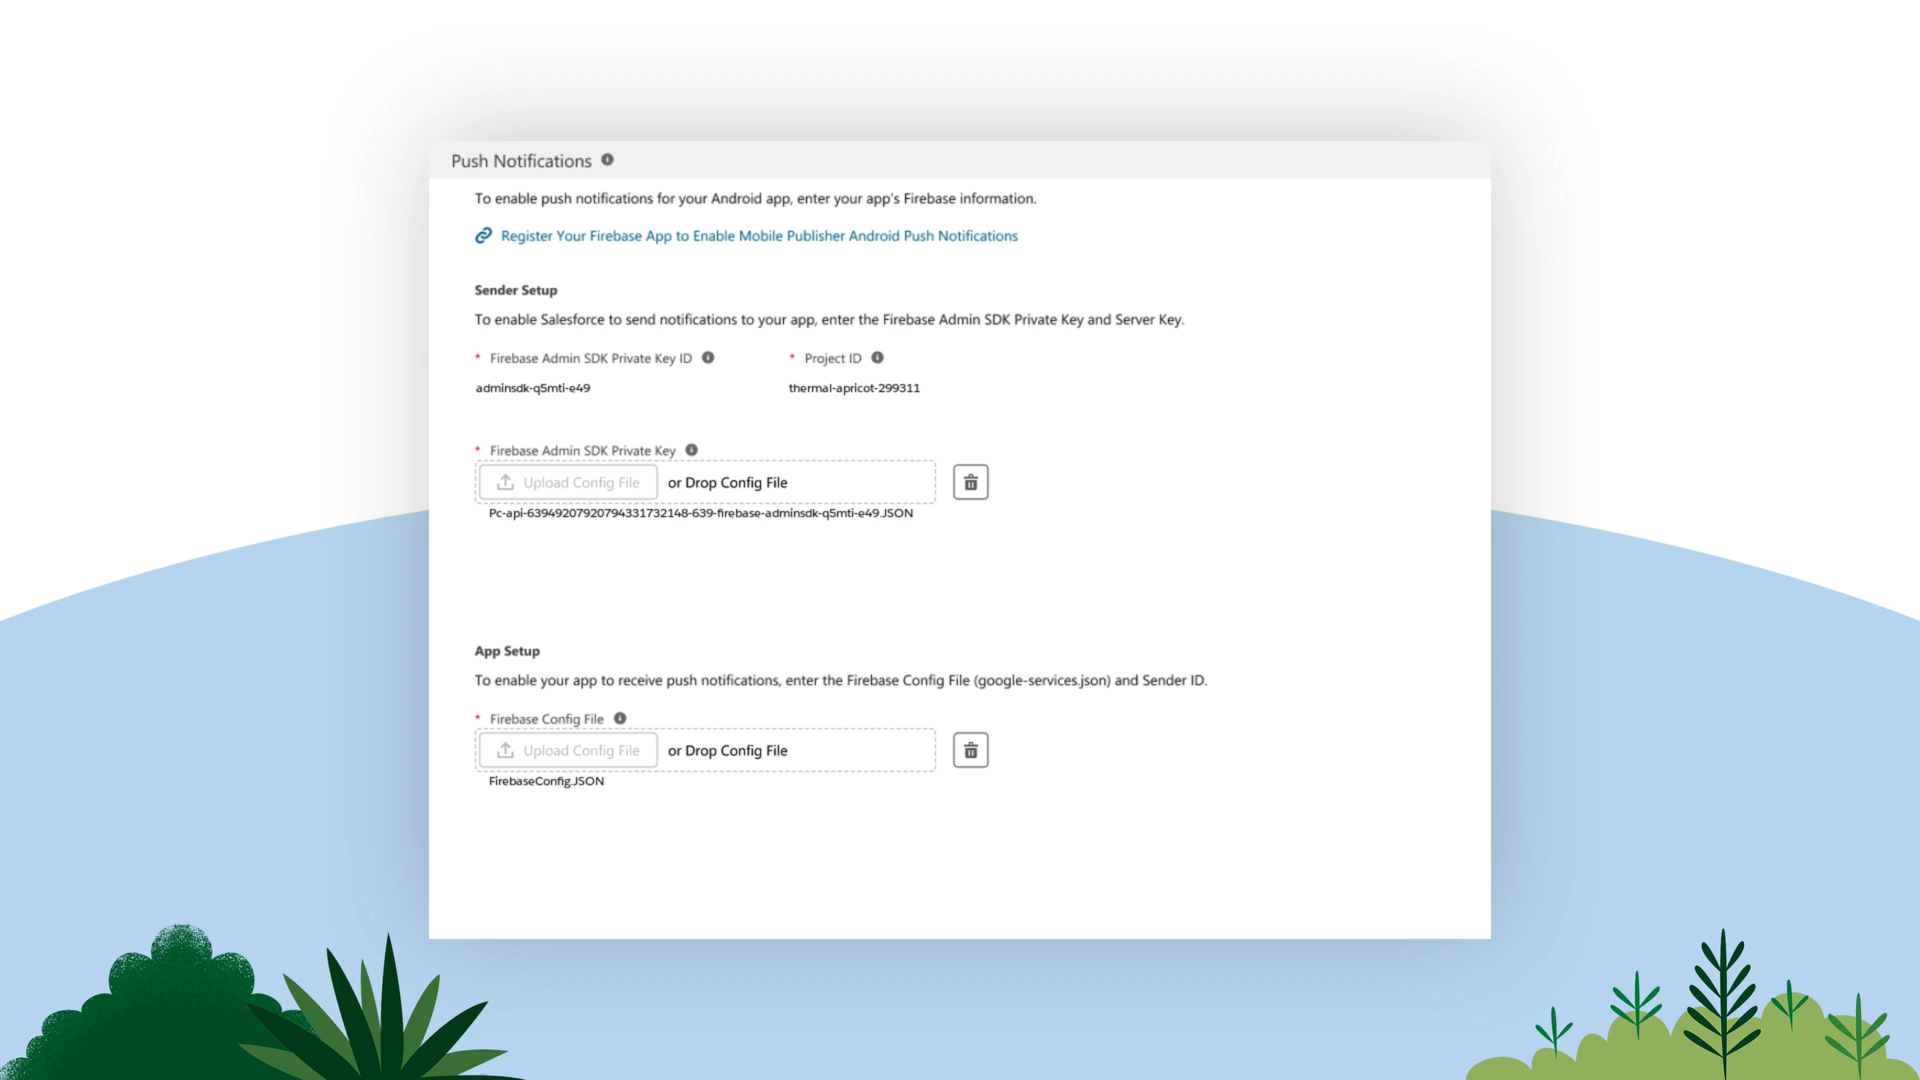 Push Notifications
To enable push notifications for your Android app, enter your app's Firebase information.
Register Your Firebase App to Enable Mobile Publisher Android Push Notifications
Sender Setup
To enable Salesforce to send notifications to your app, enter the Firebase Admin SDK Private Key and Server Key.
* Firebase Admin SDK Private Key ID
* Project ID
adminsdk-q5mti-e49
thermal-apricot-299311
* Firebase Admin SDK Private Key
Upload Config File or Drop Config File
Pc-api-63949207920794331732148-639-firebase-adminsdk-q5mti-e49.JSON
App Setup
To enable your app to receive push notifications, enter the Firebase Config File (google-services.json) and Sender ID.
* Firebase Config File
Upload Config File or Drop Config File
FirebaseConfig.JSON